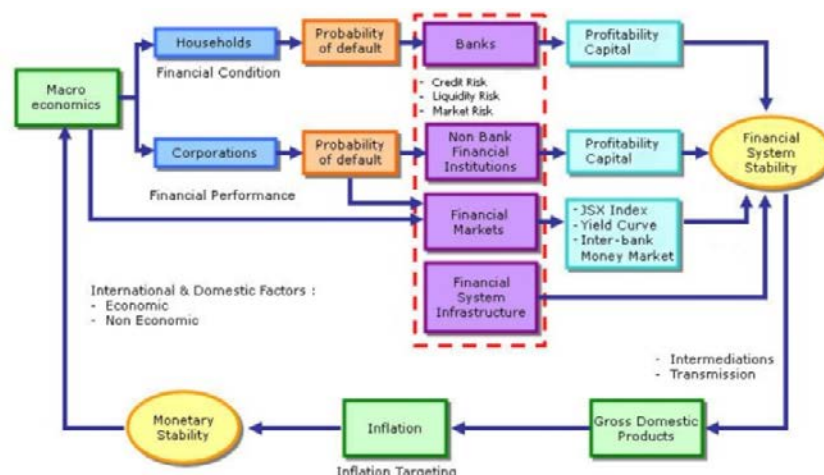 Households
Financial Condition
Probability
of default
Banks
Profitability
Capital
Macro
economics
- Credit Risk
- Liquidity Risk
- Market Risk
Corporations
Financial Performance
Probability
of default
Non Bank
Financial
Institutions
Profitability
Capital
Financial
System
Stability
Financial
Markets
-JSX Index
-Yield Curve
-Inter-bank
Money Market
Financial
System
Infrastructure
International & Domestic Factors :
- Economic
- Non Economic
- Intermediations
- Transmission
Monetary
Stability
Inflation
Inflation Targeting
Gross Domestic
Products